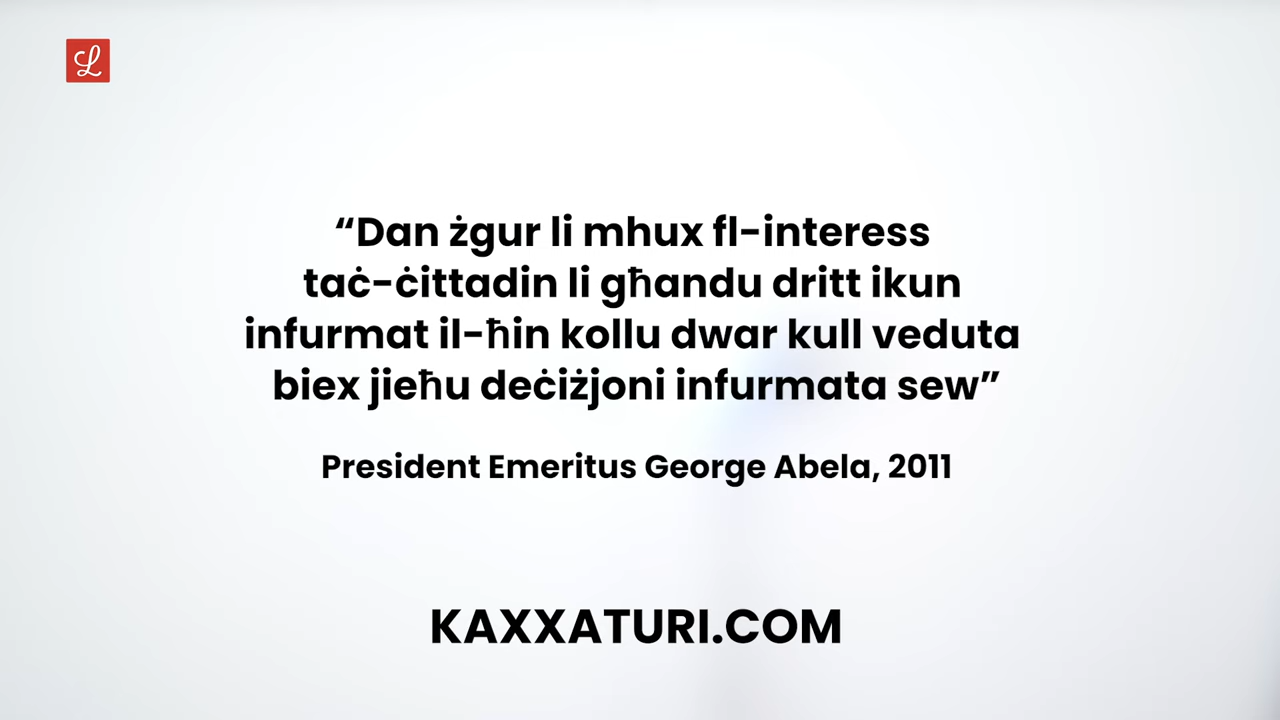 L
“Dan żgur li mhux fl-interess
taċ-ċittadin li għandu dritt ikun
infurmat il-ħin kollu dwar kull veduta
biex jieħu deċiżjoni infurmata sew”
President Emeritus George Abela, 2011
KAXXATURI.COM